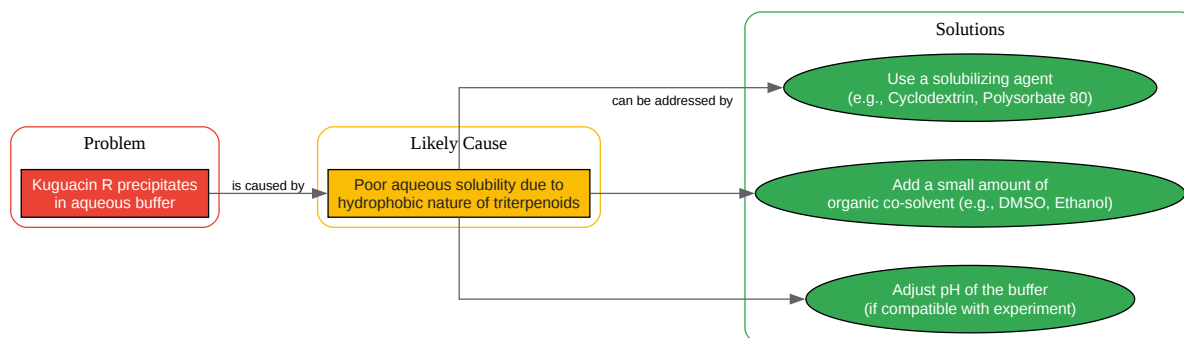 Problem
Kuguacin R precipitates
in aqueous buffer
is caused by
Likely Cause
Poor aqueous solubility due to
hydrophobic nature of triterpenoids
can be addressed by
Solutions
Use a solubilizing agent
(e.g., Cyclodextrin, Polysorbate 80)
Add a small amount of
organic co-solvent (e.g., DMSO, Ethanol)
Adjust pH of the buffer
(if compatible with experiment)